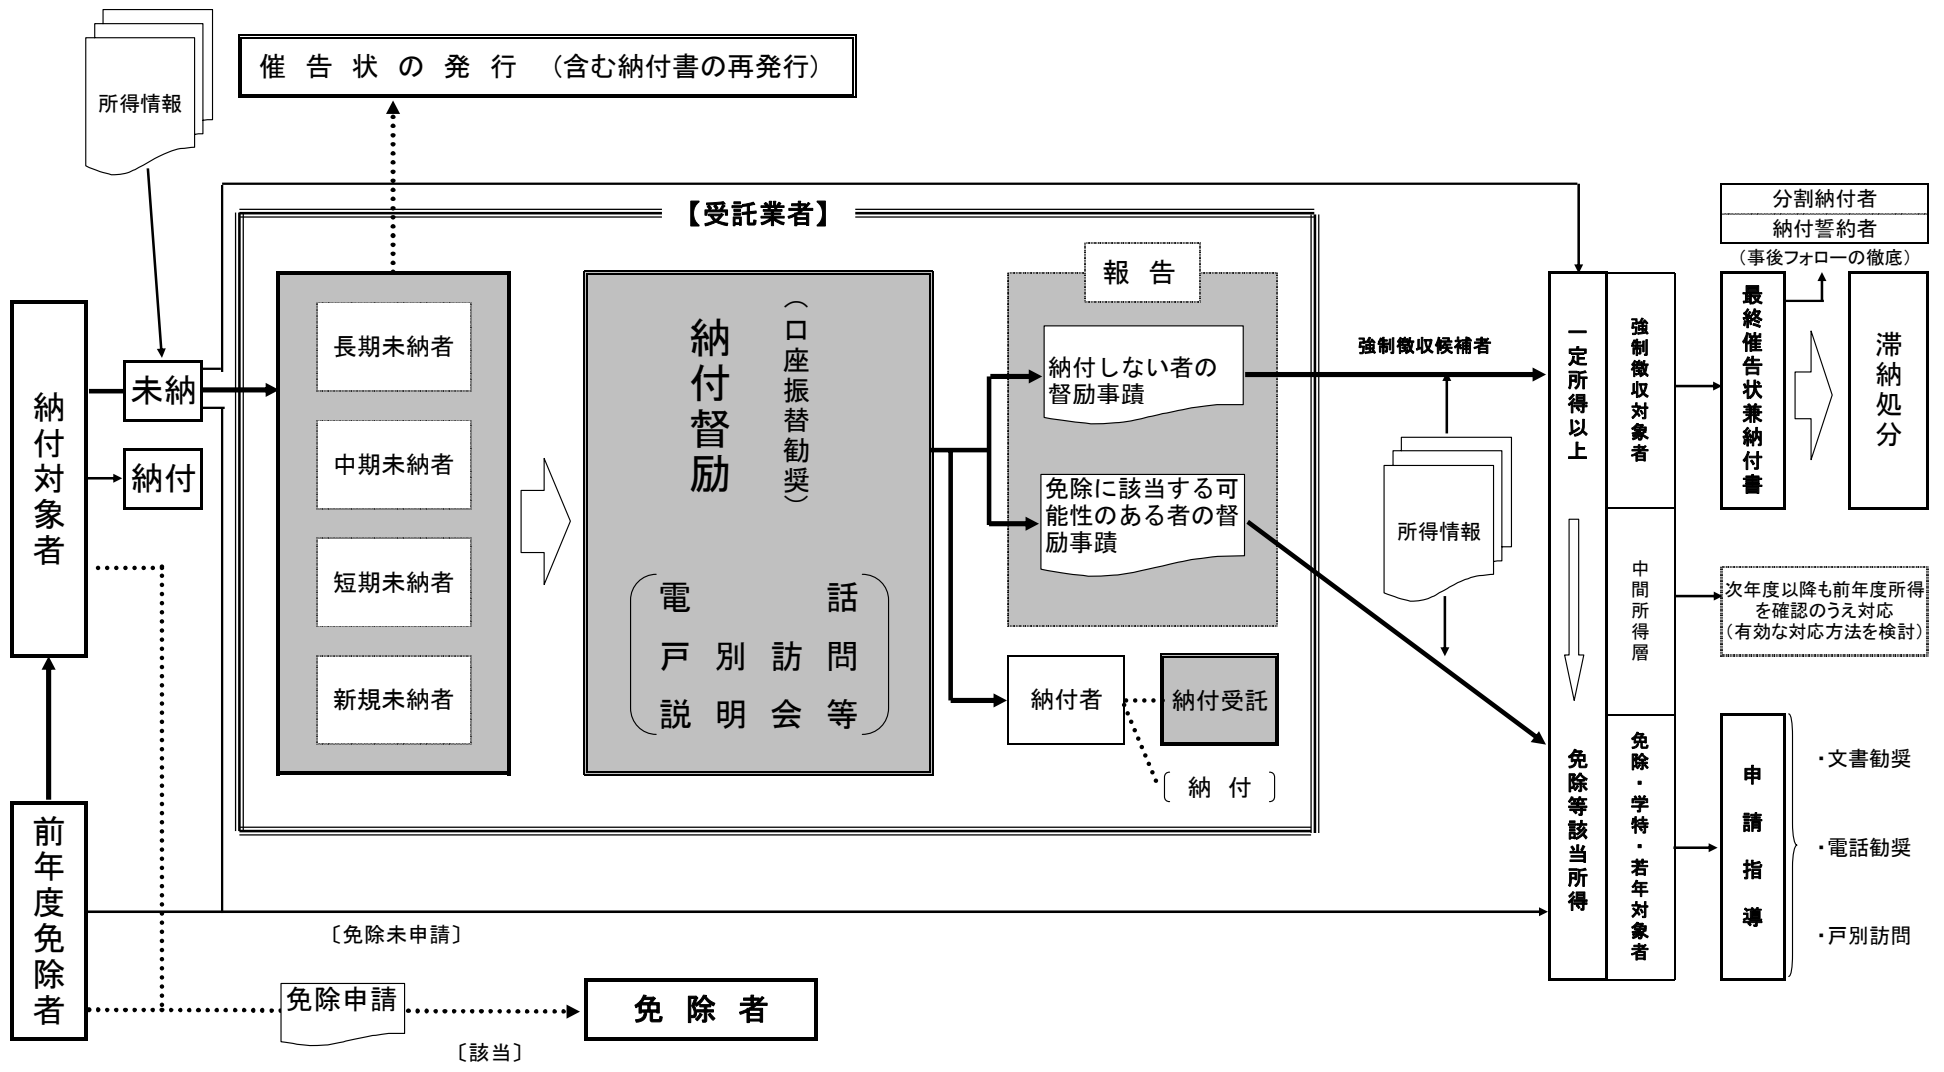 所得情報
催告状の発行 (含む納付書の再発行)
【受託業者】
納付対象者
未納
納付
前年度免除者
長期未納者
中期未納者
短期未納者
新規未納者
納付督励
(口座振替勧奨)
電話
戸別訪問
説明会等
報告
納付しない者の
督励事蹟
免除に該当する可
能性のある者の督
励事蹟
納付者
納付受託
〔納付〕
強制徴収候補者
所得情報
一定所得以上
免除等該当所得
強制徴収対象者
中間所得層
免除・学特・若年対象者
分割納付者
納付誓約者
(事後フォローの徹底)
最終催告状兼納付書
滞納処分
次年度以降も前年度所得
を確認のうえ対応
(有効な対応方法を検討)
申請指導
・文書勧奨
・電話勧奨
・戸別訪問
〔免除未申請〕
免除申請
〔該当〕
免除者